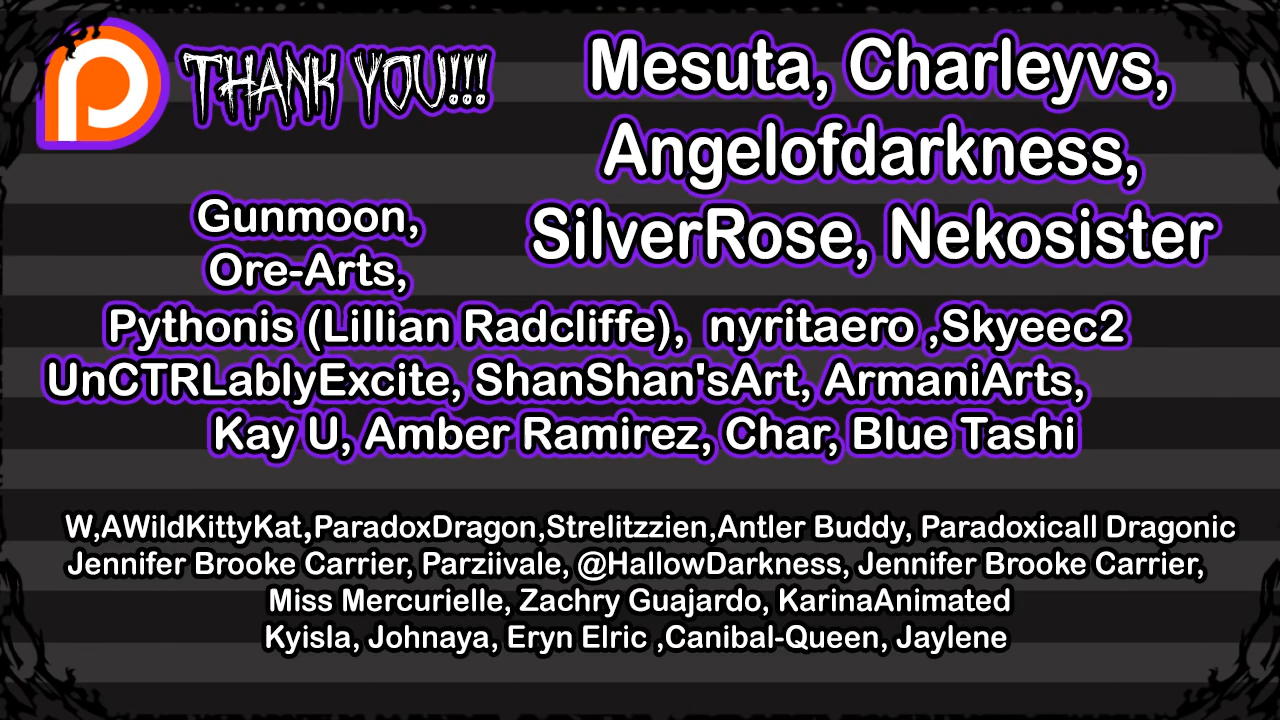 THANK YOU!!!
Mesuta, Charleyvs,
Angelofdarkness,
SilverRose, Nekosister
Gunmoon,
Ore-Arts,
Pythonis (Lillian Radcliffe),  nyritaero ,Skyeec2
UnCTRLablyExcite, ShanShan'sArt, ArmaniArts,
Kay U, Amber Ramirez, Char, Blue Tashi
W,AWildKittyKat,ParadoxDragon,Strelitzzien,Antler Buddy, Paradoxicall Dragonic
Jennifer Brooke Carrier, Parziivale, @HallowDarkness, Jennifer Brooke Carrier,
Miss Mercurielle, Zachry Guajardo, KarinaAnimated
Kyisla, Johnaya, Eryn Elric ,Canibal-Queen, Jaylene